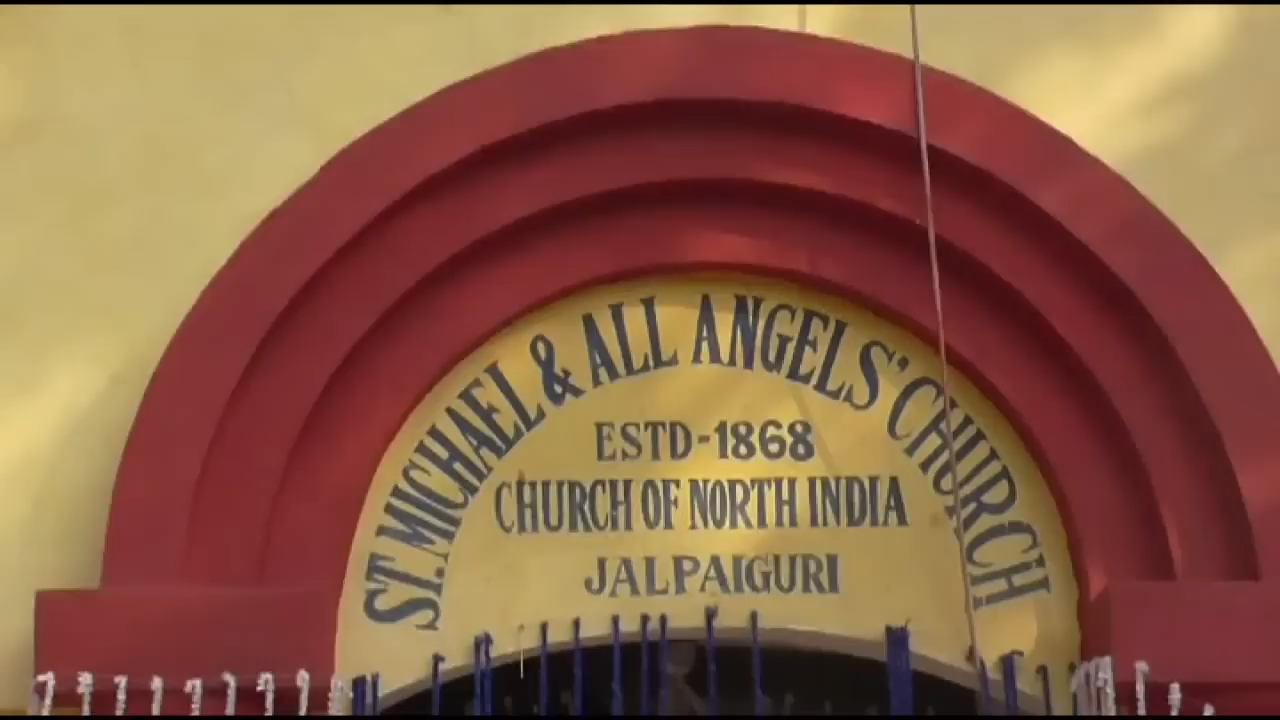 ST. MICHAEL & ALL ANGELS' CHURCH
ESTD-1868
CHURCH OF NORTH INDIA
JALPAIGURI